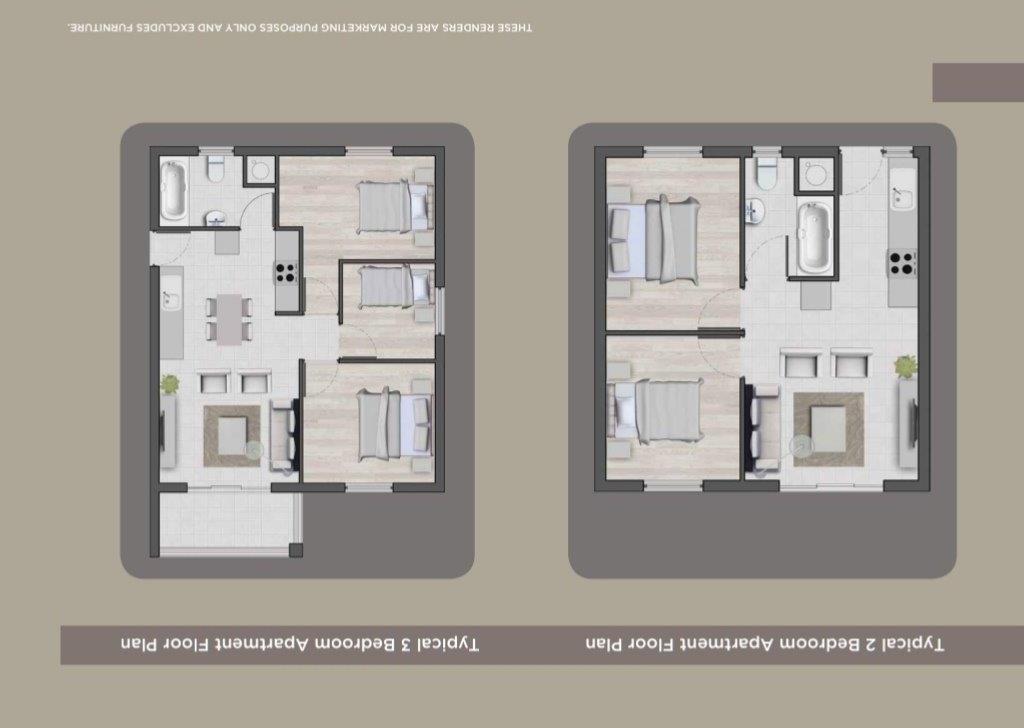 Typical 2 Bedroom Apartment Floor Plan
Typical 3 Bedroom Apartment Floor Plan
THESE RENDERS ARE FOR MARKETING PURPOSES ONLY AND EXCLUDES FURNITURE.